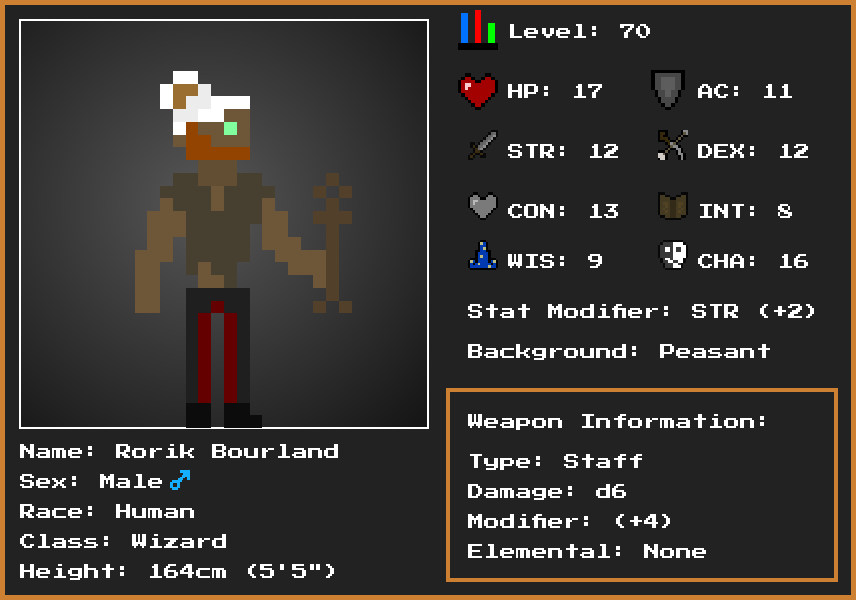 Level: 70
HP: 17
AC: 11
STR: 12
DEX: 12
CON: 13
INT: 8
WIS: 9
CHA: 16
Stat Modifier: STR (+2)
Background: Peasant
Weapon Information:
Type: Staff
Damage: d6
Modifier: (+4)
Elemental: None
Name: Rorik Bourland
Sex: Male♂
Race: Human
Class: Wizard
Height: 164cm (5'5")